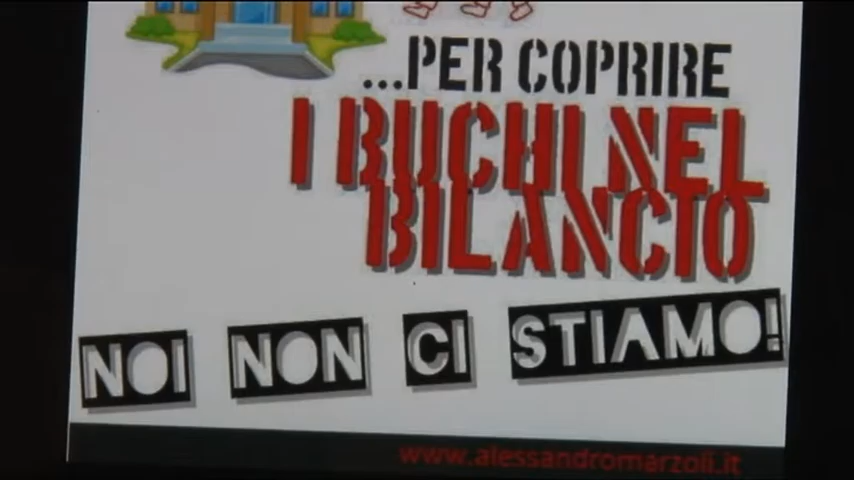 ...PER COPRIRE
I BUCHI NEL
BILANCIO
NOI NON CI STIAMO!
www.alessandromarzoli.it